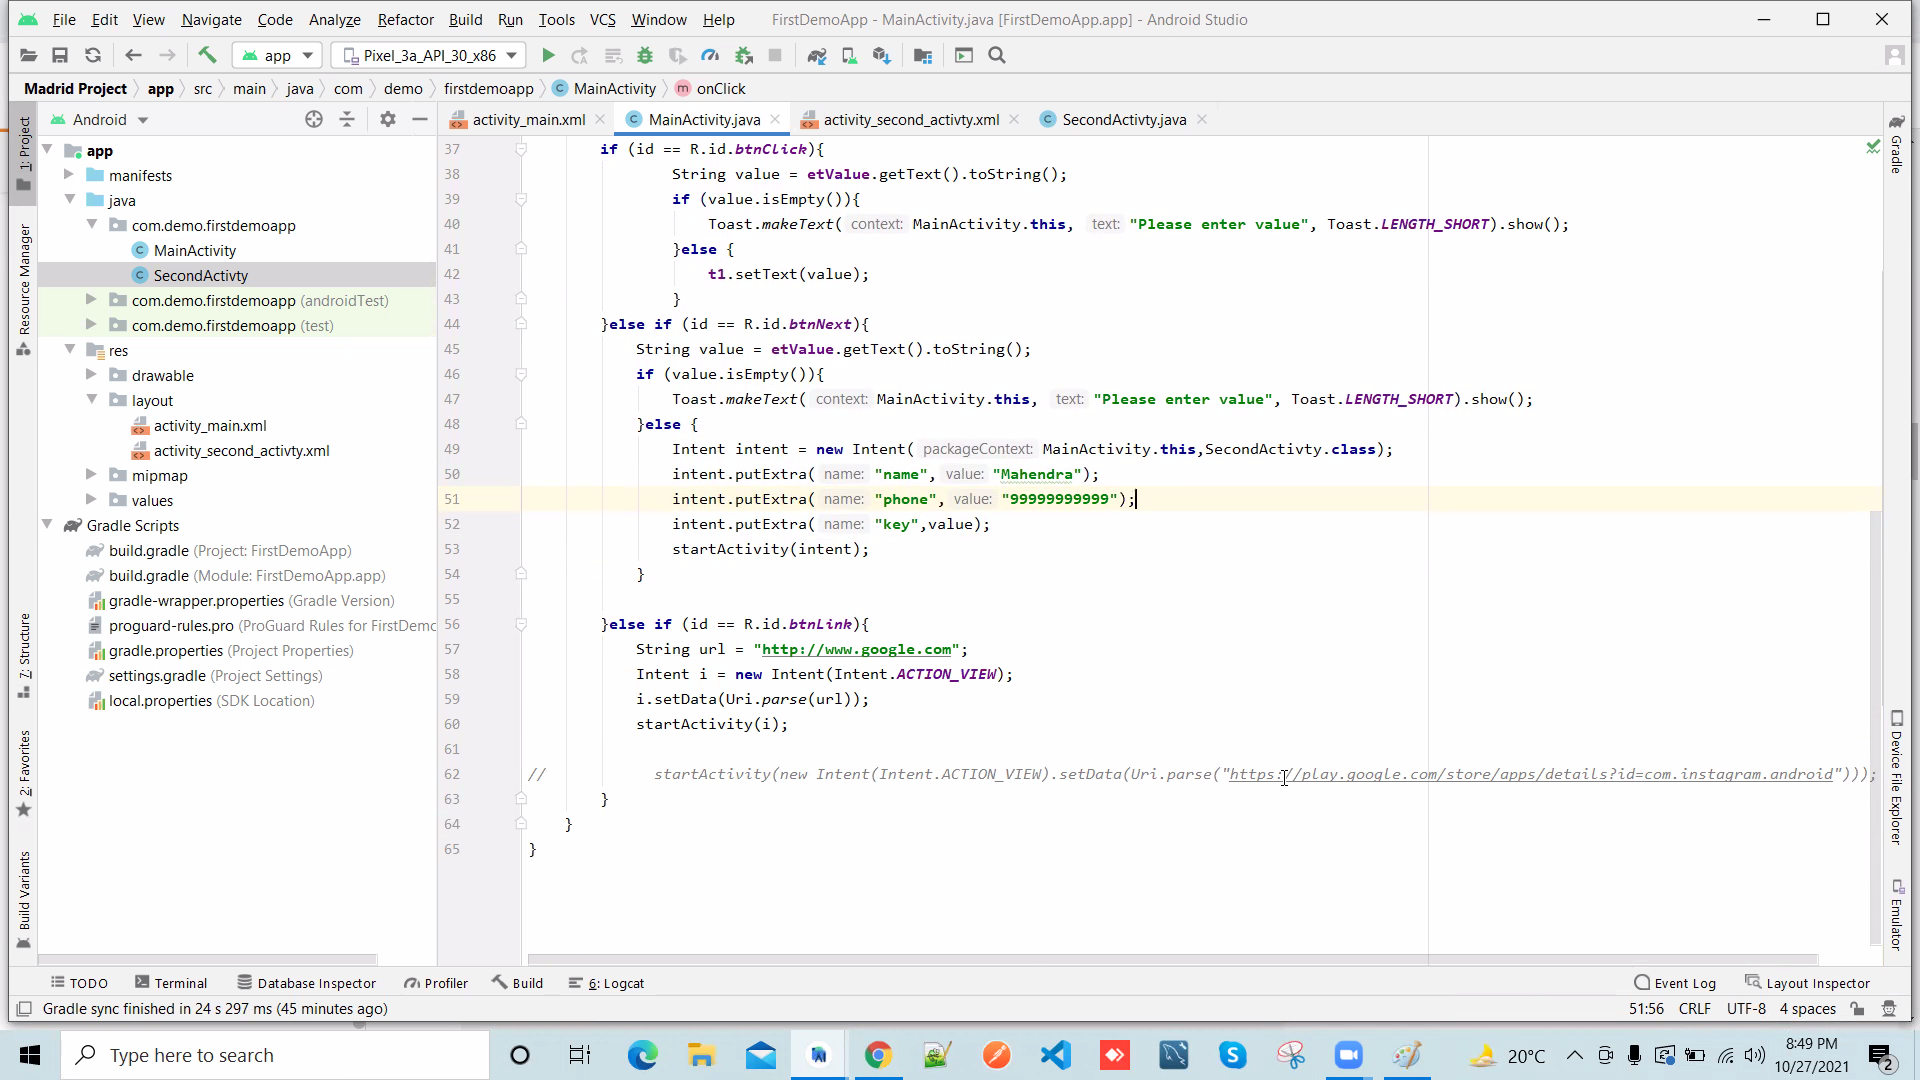 File Edit View Navigate Code Analyze Refactor Build Run Tools VCS Window Help FirstDemoApp - MainActivity.java [FirstDemoApp.app] - Android Studio
app Pixel_3a_API_30_x86
Madrid Project app src main java com demo firstdemoapp MainActivity onClick
Android activity_main.xml MainActivity.java activity_second_activty.xml SecondActivty.java
1: Project
Resource Manager
7: Structure
2: Favorites
Build Variants
app
manifests
java
com.demo.firstdemoapp
MainActivity
SecondActivty
com.demo.firstdemoapp (androidTest)
com.demo.firstdemoapp (test)
res
drawable
layout
activity_main.xml
activity_second_activty.xml
mipmap
values
Gradle Scripts
build.gradle (Project: FirstDemoApp)
build.gradle (Module: FirstDemoApp.app)
gradle-wrapper.properties (Gradle Version)
proguard-rules.pro (ProGuard Rules for FirstDemo
gradle.properties (Project Properties)
settings.gradle (Project Settings)
local.properties (SDK Location)
37 if (id == R.id.btnClick){
38 String value = etValue.getText().toString();
39 if (value.isEmpty()){
40 Toast.makeText( context: MainActivity.this, text: "Please enter value", Toast.LENGTH_SHORT).show();
41 }else {
42 t1.setText(value);
43 }
44 }else if (id == R.id.btnNext){
45 String value = etValue.getText().toString();
46 if (value.isEmpty()){
47 Toast.makeText( context: MainActivity.this, text: "Please enter value", Toast.LENGTH_SHORT).show();
48 }else {
49 Intent intent = new Intent( packageContext: MainActivity.this,SecondActivty.class);
50 intent.putExtra( name: "name", value: "Mahendra");
51 intent.putExtra( name: "phone", value: "99999999999");
52 intent.putExtra( name: "key",value);
53 startActivity(intent);
54 }
55
56 }else if (id == R.id.btnLink){
57 String url = "http://www.google.com";
58 Intent i = new Intent(Intent.ACTION_VIEW);
59 i.setData(Uri.parse(url));
60 startActivity(i);
61
62 // startActivity(new Intent(Intent.ACTION_VIEW).setData(Uri.parse("https://play.google.com/store/apps/details?id=com.instagram.android")));
63 }
64 }
65 }
Gradle
Device File Explorer
Emulator
TODO Terminal Database Inspector Profiler Build 6: Logcat Event Log Layout Inspector
Gradle sync finished in 24 s 297 ms (45 minutes ago) 51:56 CRLF UTF-8 4 spaces
Type here to search 20°C 8:49 PM
10/27/2021 2